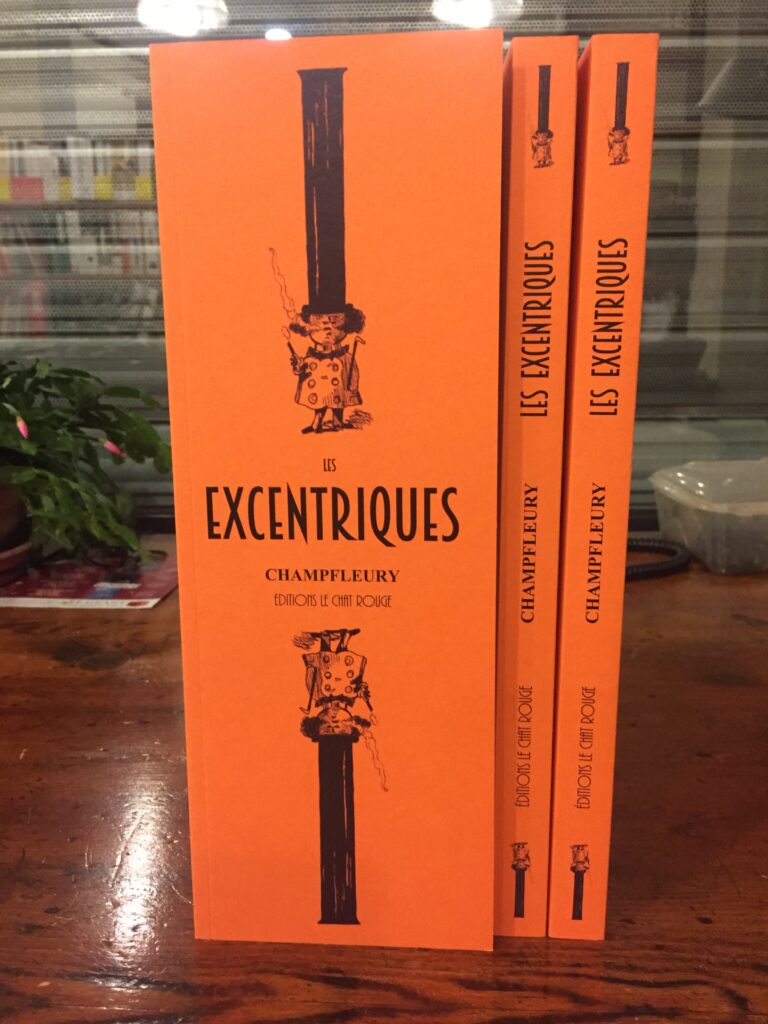 LES
EXCENTRIQUES
CHAMPFLEURY
EDITIONS LE CHAT ROUGE
LES EXCENTRIQUES
CHAMPFLEURY
ÉDITIONS LE CHAT ROUGE
LES EXCENTRIQUES
CHAMPFLEURY
ÉDITIONS LE CHAT ROUGE